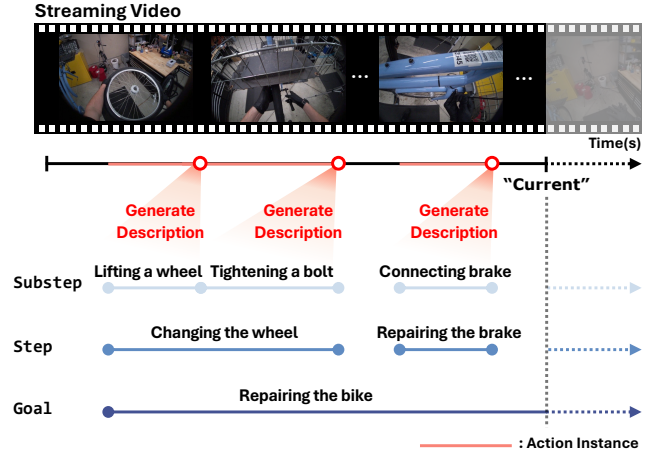 Streaming Video
... ...
Time(s)
"Current"
Generate Description
Generate Description
Generate Description
Substep
Lifting a wheel
Tightening a bolt
Connecting brake
Step
Changing the wheel
Repairing the brake
Goal
Repairing the bike
: Action Instance